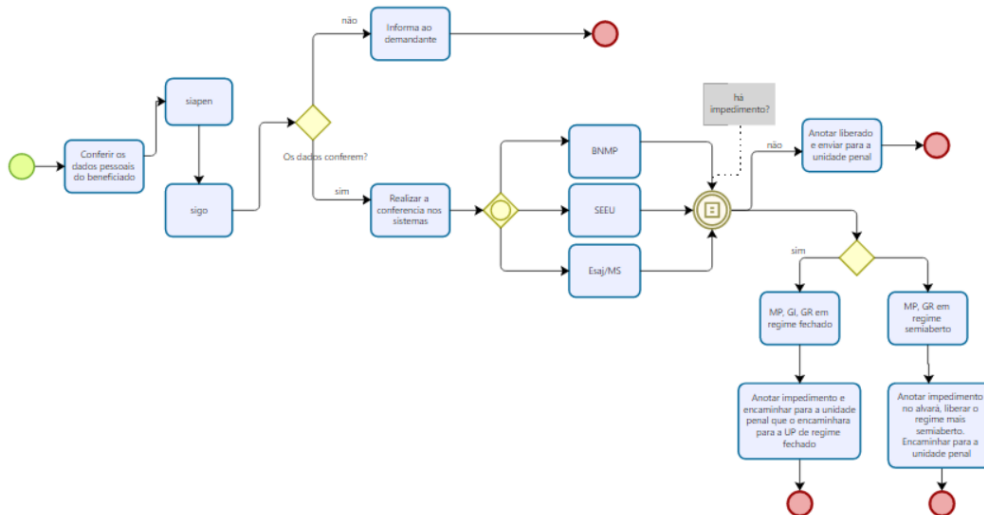 não
Informa ao
demandante
siapen
há
impedimento?
Conferir os
dados pessoais
do beneficiado
Os dados conferem?
BNMP
não
Anotar liberado
e enviar para a
unidade penal
sigo
sim
Realizar a
conferencia nos
sistemas
SEEU
Esaj/MS
sim
MP, GI, GR em
regime fechado
MP, GR em
regime
semiaberto
Anotar impedimento e
encaminhar para a unidade
penal que o encaminhara
para a UP de regime
fechado
Anotar impedimento
no alvará, liberar o
regime mais
semiaberto.
Encaminhar para a
unidade penal